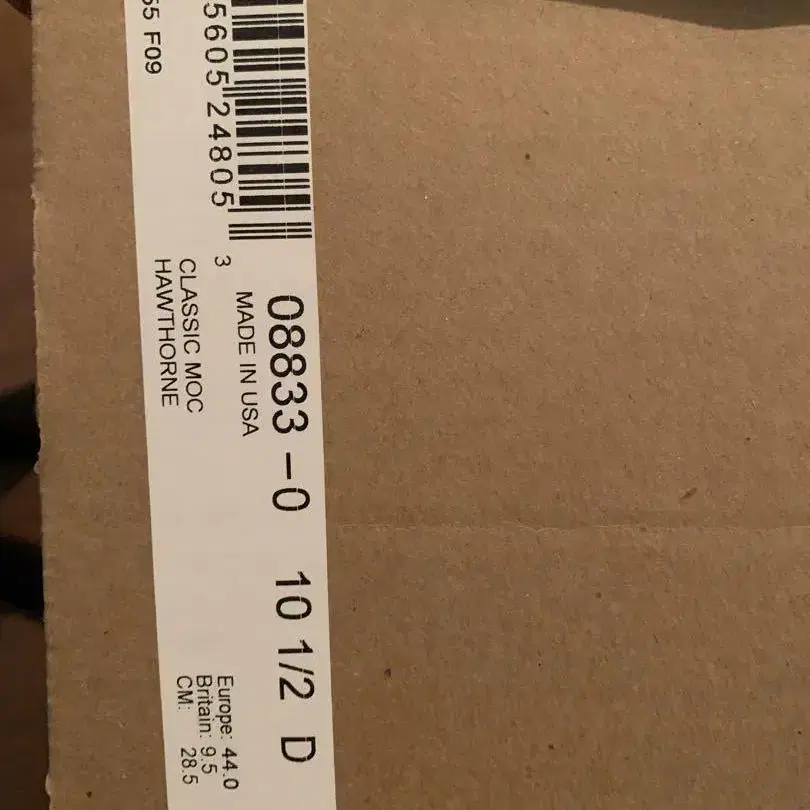 08833-0 10 1/2 D
MADE IN USA
5605 24805 3
CLASSIC MOC
HAWTHORNE
55 F09
Europe: 44.0
Britain: 9.5
CM: 28.5